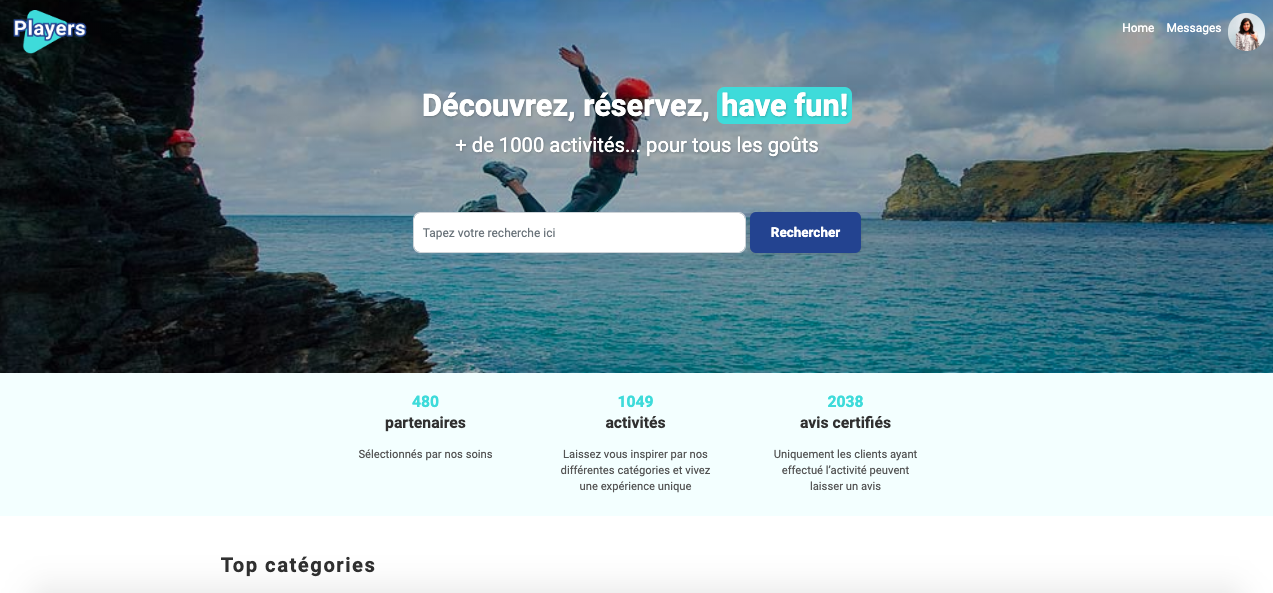 Players
Home Messages
Découvrez, réservez, have fun!
+ de 1000 activités... pour tous les goûts
Tapez votre recherche ici
Rechercher
480
partenaires
Sélectionnés par nos soins
1049
activités
Laissez vous inspirer par nos
différentes catégories et vivez
une expérience unique
2038
avis certifiés
Uniquement les clients ayant
effectué l'activité peuvent
laisser un avis
Top catégories